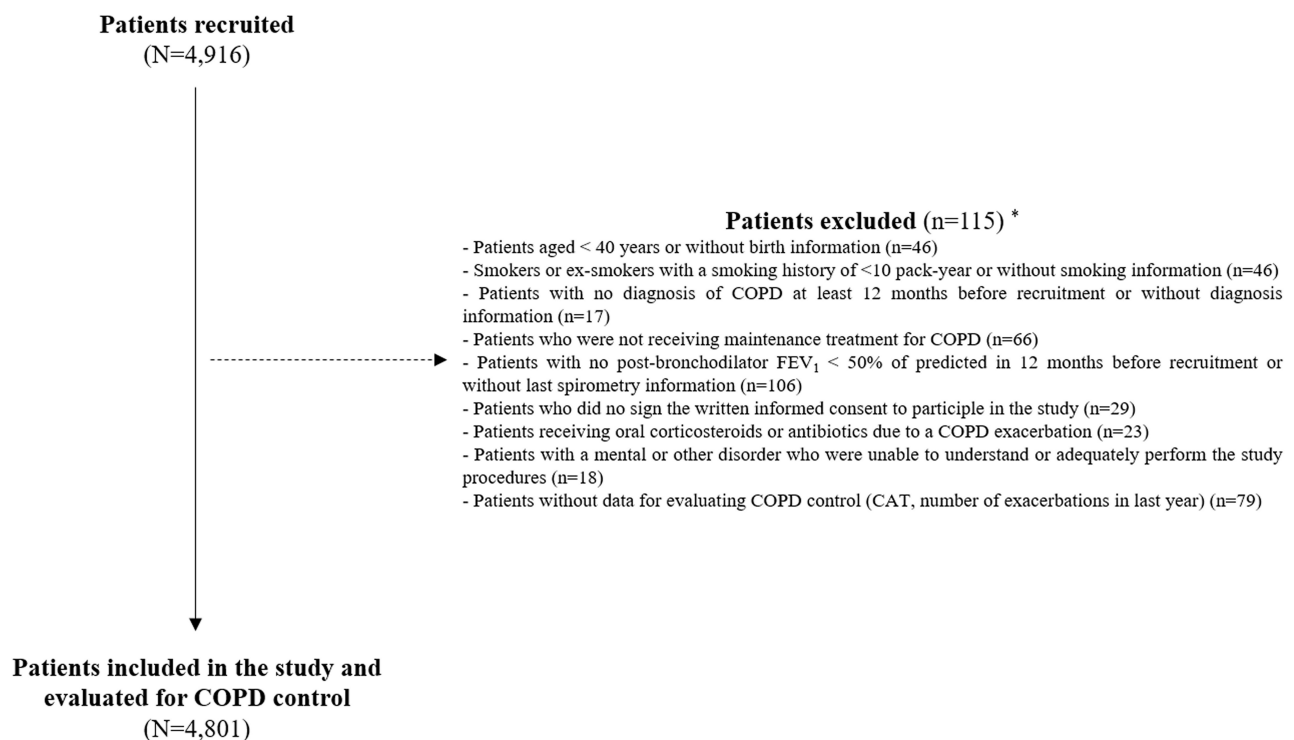 Patients recruited
(N=4,916)
Patients excluded (n=115) *
- Patients aged < 40 years or without birth information (n=46)
- Smokers or ex-smokers with a smoking history of <10 pack-year or without smoking information (n=46)
- Patients with no diagnosis of COPD at least 12 months before recruitment or without diagnosis
information (n=17)
- Patients who were not receiving maintenance treatment for COPD (n=66)
- Patients with no post-bronchodilator FEV₁ < 50% of predicted in 12 months before recruitment or
without last spirometry information (n=106)
- Patients who did no sign the written informed consent to participle in the study (n=29)
- Patients receiving oral corticosteroids or antibiotics due to a COPD exacerbation (n=23)
- Patients with a mental or other disorder who were unable to understand or adequately perform the study
procedures (n=18)
- Patients without data for evaluating COPD control (CAT, number of exacerbations in last year) (n=79)
Patients included in the study and
evaluated for COPD control
(N=4,801)